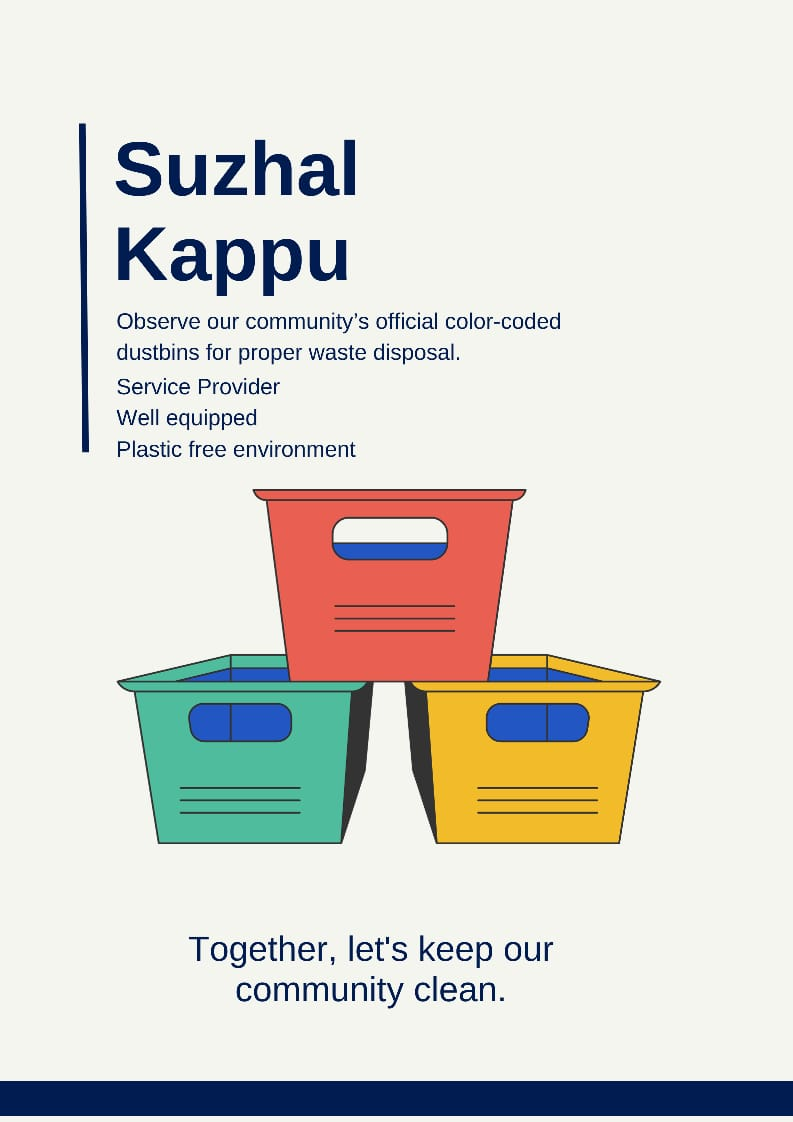 Suzhal
Kappu
Observe our community’s official color-coded
dustbins for proper waste disposal.
Service Provider
Well equipped
Plastic free environment
Together, let's keep our
community clean.